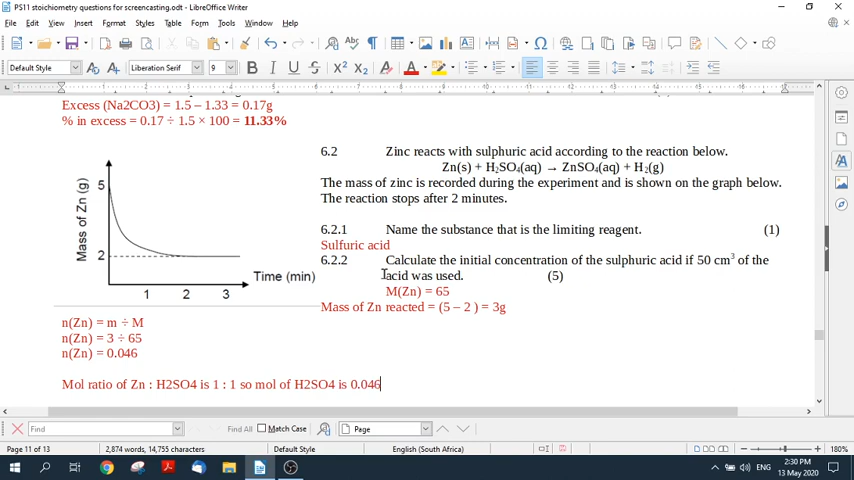 PS11 stoichiometry questions for screencasting.odt - LibreOffice Writer
File Edit View Insert Format Styles Table Form Tools Window Help
Default Style Liberation Serif 9
Excess (Na2CO3) = 1.5 – 1.33 = 0.17g
% in excess = 0.17 ÷ 1.5 × 100 = 11.33%
6.2 Zinc reacts with sulphuric acid according to the reaction below.
Zn(s) + H₂SO₄(aq) → ZnSO₄(aq) + H₂(g)
The mass of zinc is recorded during the experiment and is shown on the graph below.
The reaction stops after 2 minutes.
6.2.1 Name the substance that is the limiting reagent. (1)
Sulfuric acid
6.2.2 Calculate the initial concentration of the sulphuric acid if 50 cm³ of the
acid was used. (5)
M(Zn) = 65
Mass of Zn reacted = (5 – 2 ) = 3g
Mass of Zn (g)
5
2
Time (min)
1 2 3
n(Zn) = m ÷ M
n(Zn) = 3 ÷ 65
n(Zn) = 0.046
Mol ratio of Zn : H2SO4 is 1 : 1 so mol of H2SO4 is 0.046
Find Find All Match Case Page
Page 11 of 13 2,874 words, 14,755 characters Default Style English (South Africa) 180%
ENG 2:30 PM
13 May 2020